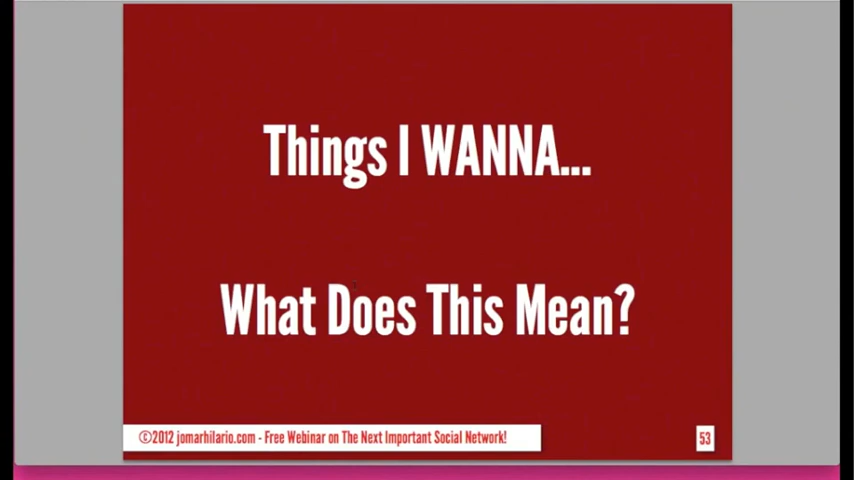 Things I WANNA...
What Does This Mean?
©2012 jomarhilario.com - Free Webinar on The Next Important Social Network!
53